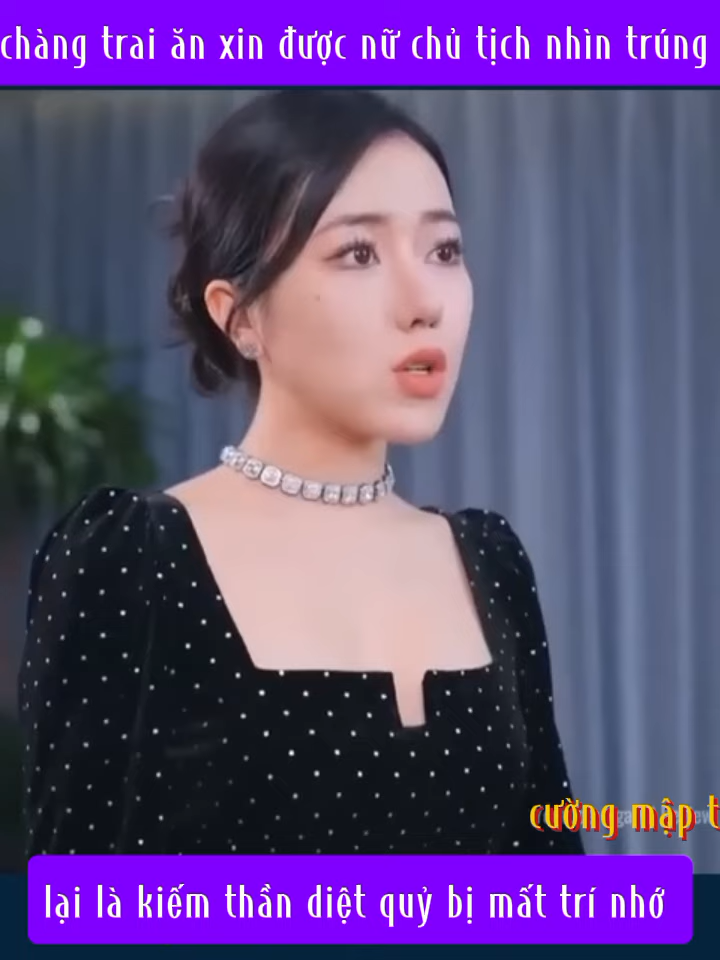 chàng trai ăn xin được nữ chủ tịch nhìn trúng
cường mập t
lại là kiếm thần diệt quỷ bị mất trí nhớ